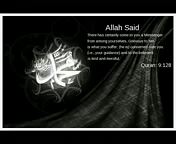 Allah Said
There has certainly come to you a Messenger
from among yourselves. Grievous to him
is what you suffer; [he is] concerned over you
[i.e., your guidance] and to the believers
is kind and merciful.
Quran: 9:128